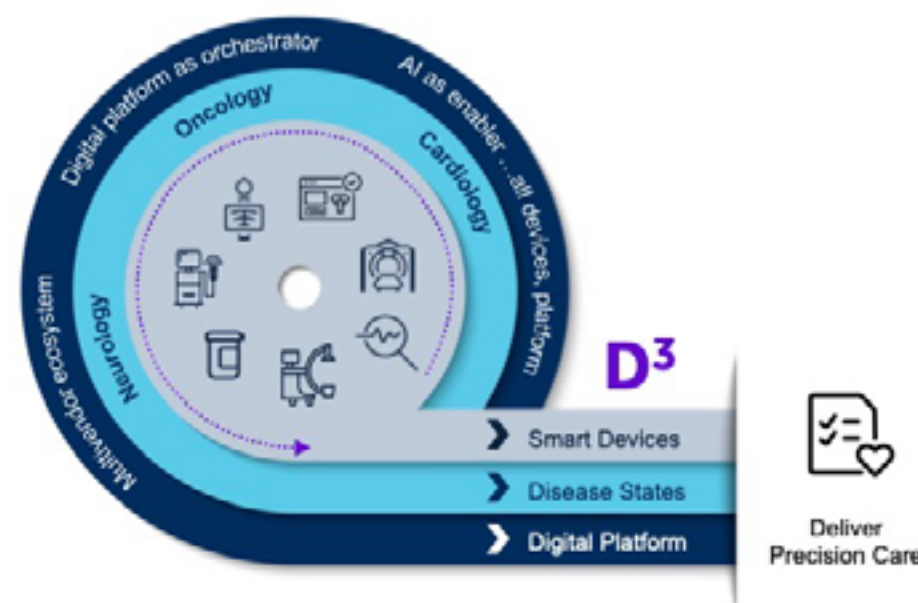 Digital platform as orchestrator
AI as enabler ...all devices, platform
Multivendor ecosystem
Oncology
Cardiology
Neurology
D³
Smart Devices
Disease States
Digital Platform
Deliver
Precision Care